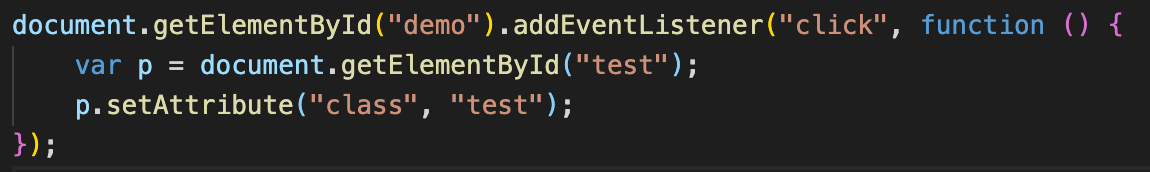 document.getElementById("demo").addEventListener("click", function () {
    var p = document.getElementById("test");
    p.setAttribute("class", "test");
});